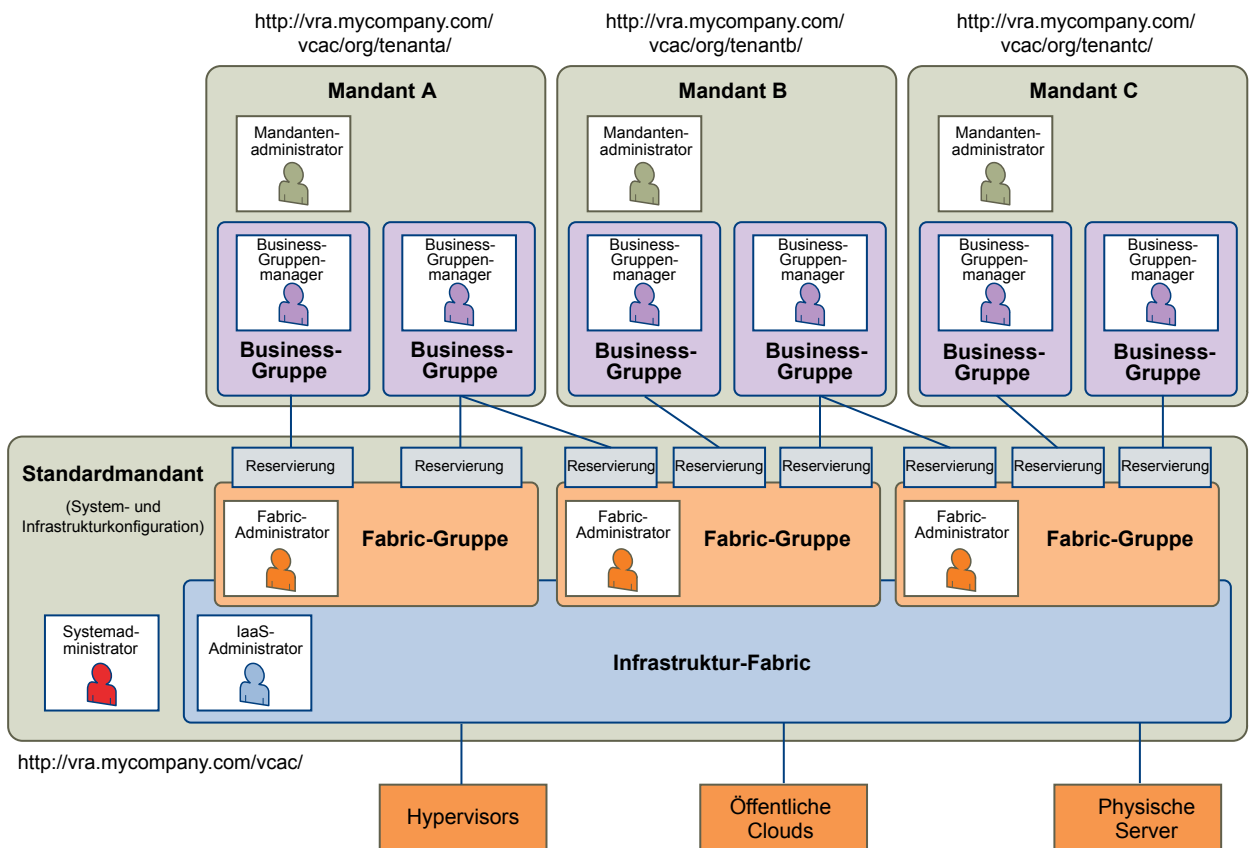 http://vra.mycompany.com/
vcac/org/tenanta/
http://vra.mycompany.com/
vcac/org/tenantb/
http://vra.mycompany.com/
vcac/org/tenantc/
Mandant A
Mandanten-
administrator
Business-
Gruppen-
manager
Business-
Gruppe
Business-
Gruppen-
manager
Business-
Gruppe
Mandant B
Mandanten-
administrator
Business-
Gruppen-
manager
Business-
Gruppe
Business-
Gruppen-
manager
Business-
Gruppe
Mandant C
Mandanten-
administrator
Business-
Gruppen-
manager
Business-
Gruppe
Business-
Gruppen-
manager
Business-
Gruppe
Standardmandant
(System- und
Infrastrukturkonfiguration)
Reservierung
Reservierung
Reservierung
Reservierung
Reservierung
Reservierung
Reservierung
Reservierung
Fabric-
Administrator
Fabric-Gruppe
Fabric-
Administrator
Fabric-Gruppe
Fabric-
Administrator
Fabric-Gruppe
Systemad-
ministrator
IaaS-
Administrator
Infrastruktur-Fabric
http://vra.mycompany.com/vcac/
Hypervisors
Öffentliche
Clouds
Physische
Server